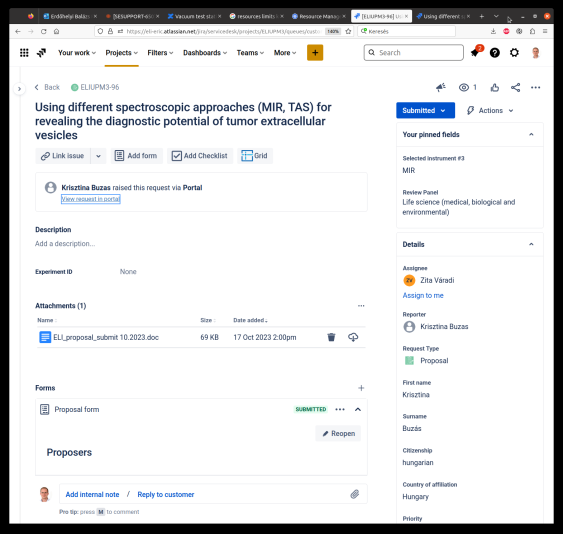 Erdőhelyi Baláz
[SESUPPORT-6
Vacuum test sta
resources limits
Resource Manag
[ELIUPM3-96] U
Using different s
https://eli-eric.atlassian.net/jira/servicedesk/projects/ELIUPM3/queues/custo
140%
Keresés
Your work
Projects
Filters
Dashboards
Teams
More
+
Search
Back
ELIUPM3-96
1
Using different spectroscopic approaches (MIR, TAS) for
revealing the diagnostic potential of tumor extracellular
vesicles
Link issue
Add form
Add Checklist
Grid
Krisztina Buzas raised this request via Portal
View request in portal
Description
Add a description...
Experiment ID
None
Attachments (1)
Name
Size
Date added
ELI_proposal_submit 10.2023.doc
69 KB
17 Oct 2023 2:00pm
Forms
Proposal form
SUBMITTED
Reopen
Proposers
Add internal note / Reply to customer
Pro tip: press M to comment
Submitted
Actions
Your pinned fields
Selected instrument #3
MIR
Review Panel
Life science (medical, biological and
environmental)
Details
Assignee
ZV
Zita Váradi
Assign to me
Reporter
Krisztina Buzas
Request Type
Proposal
First name
Krisztina
Surname
Buzás
Citizenship
hungarian
Country of affiliation
Hungary
Priority